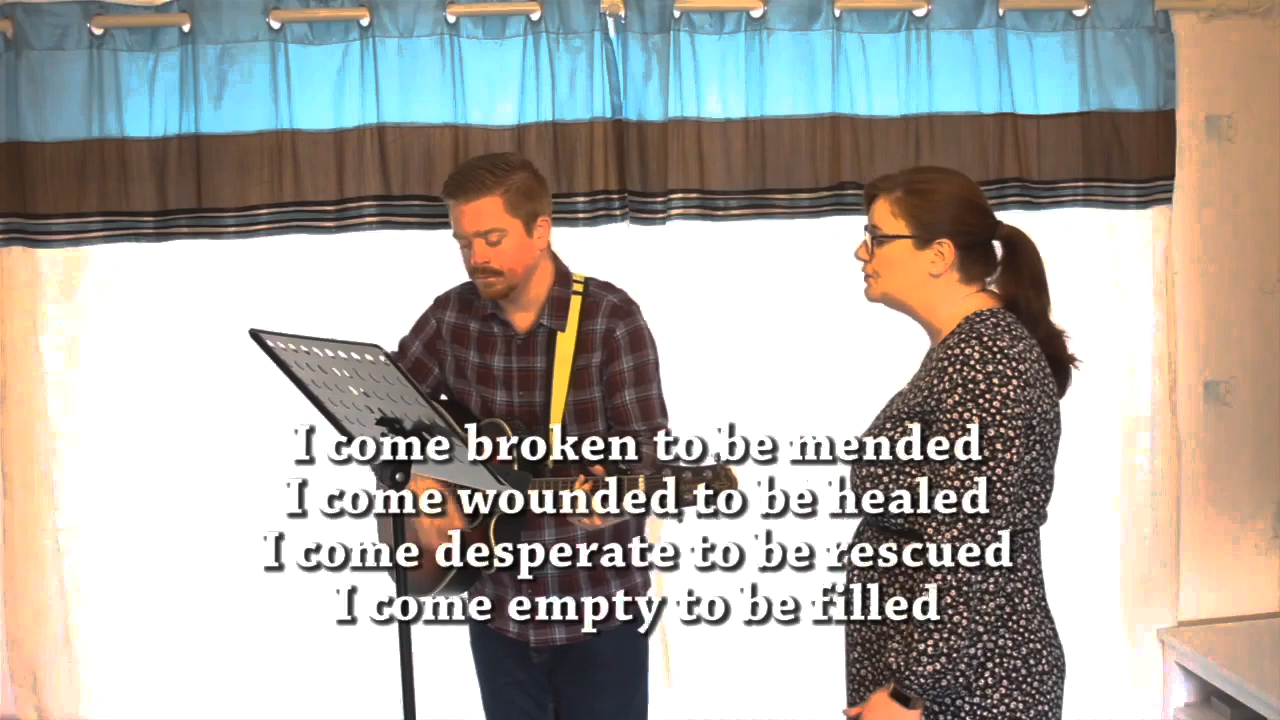 I come broken to be mended
I come wounded to be healed
I come desperate to be rescued
I come empty to be filled